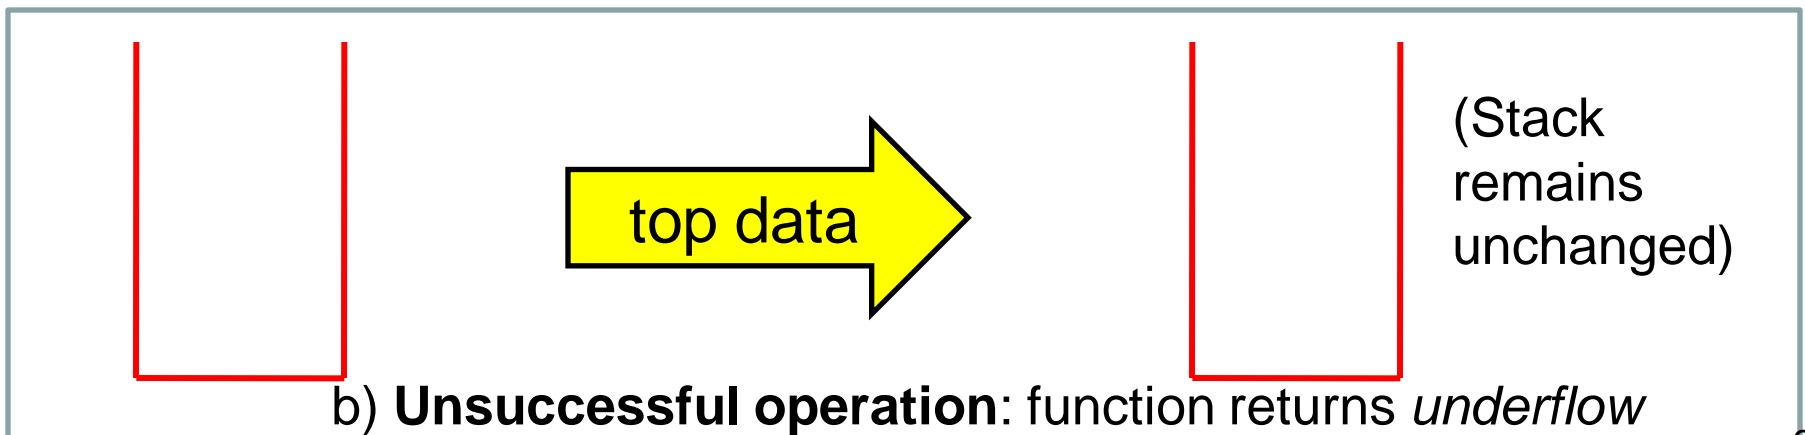 (Stack
remains
unchanged)
top data
b) Unsuccessful operation: function returns underflow